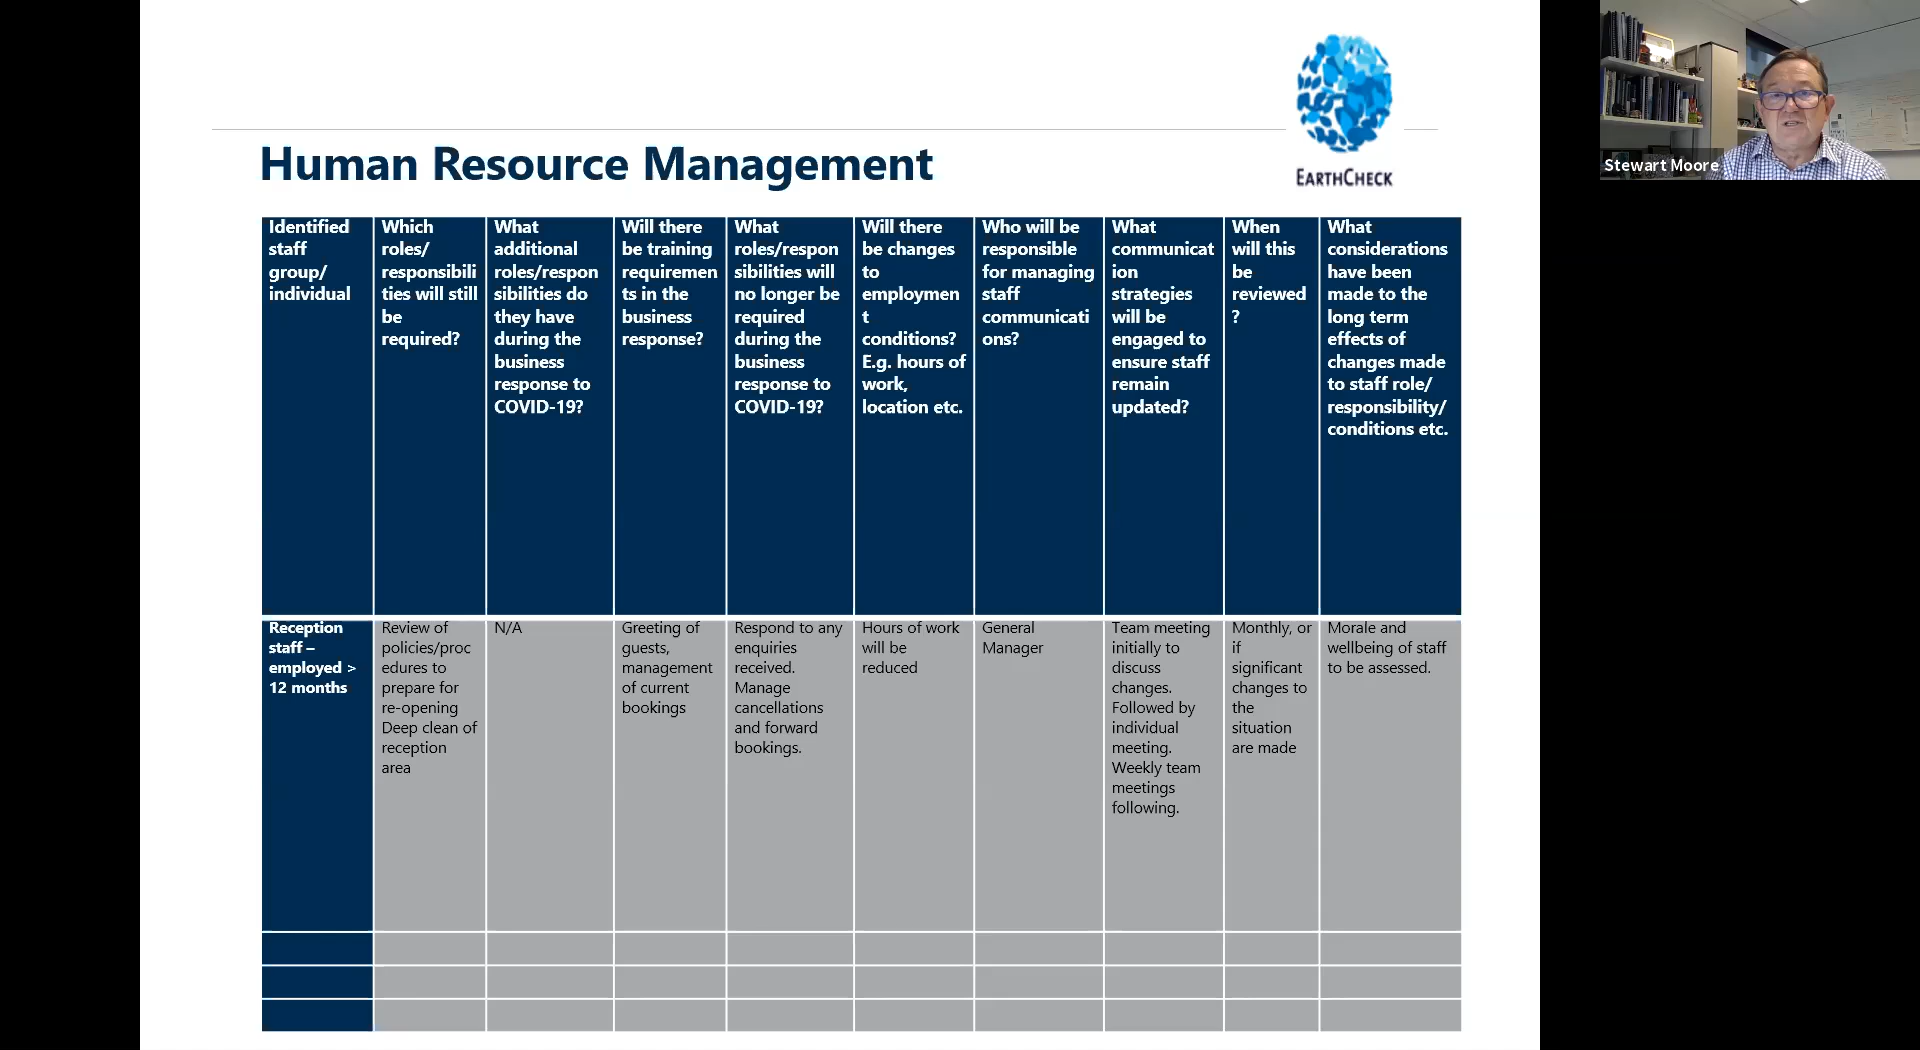 EARTHCHECK
Stewart Moore
Human Resource Management
Identified
staff
group/
individual
Which
roles/
responsibili
ties will still
be
required?
What
additional
roles/respon
sibilities do
they have
during the
business
response to
COVID-19?
Will there
be training
requiremen
ts in the
business
response?
What
roles/respon
sibilities will
no longer be
required
during the
business
response to
COVID-19?
Will there
be changes
to
employmen
t
conditions?
E.g. hours of
work,
location etc.
Who will be
responsible
for managing
staff
communicati
ons?
What
communicat
ion
strategies
will be
engaged to
ensure staff
remain
updated?
When
will this
be
reviewed
?
What
considerations
have been
made to the
long term
effects of
changes made
to staff role/
responsibility/
conditions etc.
Reception
staff –
employed >
12 months
Review of
policies/proc
edures to
prepare for
re-opening
Deep clean of
reception
area
N/A
Greeting of
guests,
management
of current
bookings
Respond to any
enquiries
received.
Manage
cancellations
and forward
bookings.
Hours of work
will be
reduced
General
Manager
Team meeting
initially to
discuss
changes.
Followed by
individual
meeting.
Weekly team
meetings
following.
Monthly, or
if
significant
changes to
the
situation
are made
Morale and
wellbeing of staff
to be assessed.